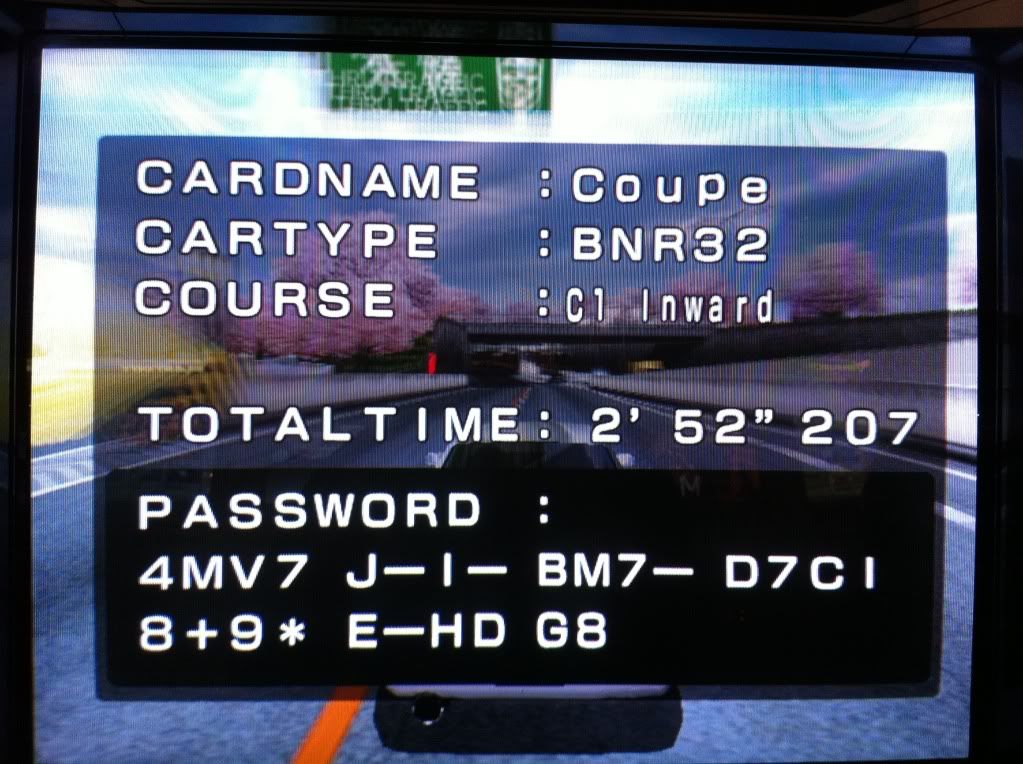 CARDNAME : Coupe
CARTYPE : BNR32
COURSE : C1 Inward
TOTALTIME: 2' 52" 207
PASSWORD :
4MV7 J–I– BM7– D7CI
8+9* E–HD G8